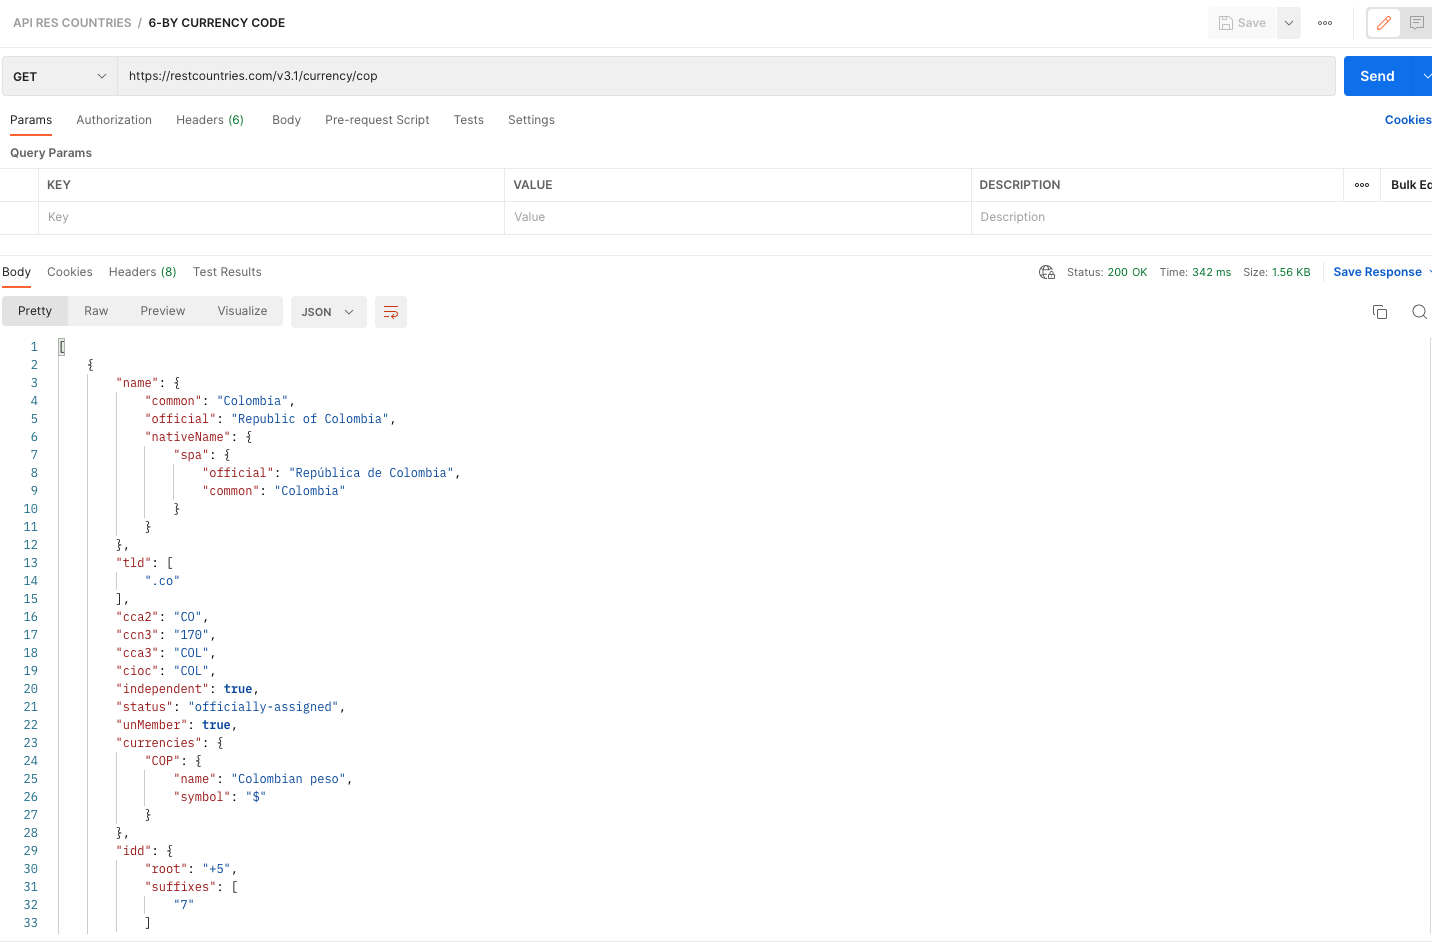 API RES COUNTRIES / 6-BY CURRENCY CODE
Save
GET
https://restcountries.com/v3.1/currency/cop
Send
Params Authorization Headers (6) Body Pre-request Script Tests Settings Cookies
Query Params
KEY VALUE DESCRIPTION Bulk Ed
Key Value Description
Body Cookies Headers (8) Test Results Status: 200 OK Time: 342 ms Size: 1.56 KB Save Response
Pretty Raw Preview Visualize JSON
1 [
2 {
3 "name": {
4 "common": "Colombia",
5 "official": "Republic of Colombia",
6 "nativeName": {
7 "spa": {
8 "official": "República de Colombia",
9 "common": "Colombia"
10 }
11 }
12 },
13 "tld": [
14 ".co"
15 ],
16 "cca2": "CO",
17 "ccn3": "170",
18 "cca3": "COL",
19 "cioc": "COL",
20 "independent": true,
21 "status": "officially-assigned",
22 "unMember": true,
23 "currencies": {
24 "COP": {
25 "name": "Colombian peso",
26 "symbol": "$"
27 }
28 },
29 "idd": {
30 "root": "+5",
31 "suffixes": [
32 "7"
33 ]